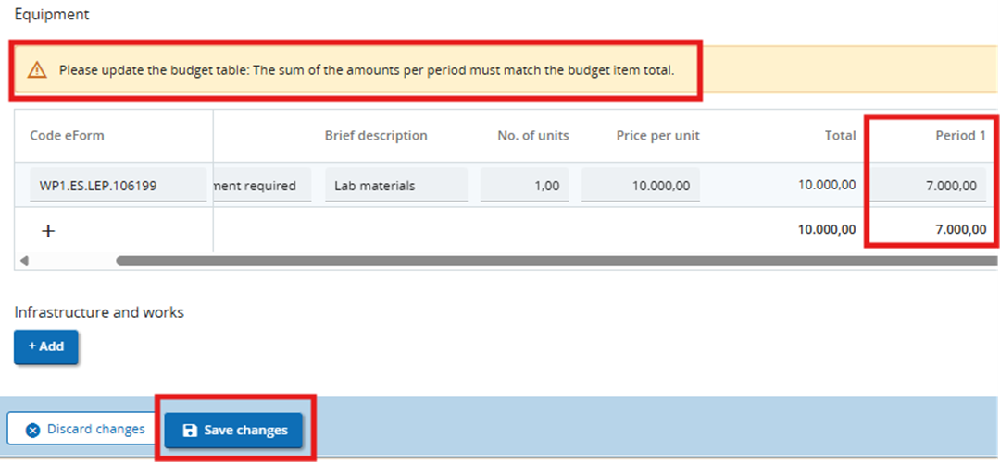 Equipment
Please update the budget table: The sum of the amounts per period must match the budget item total.
Code eForm Brief description No. of units Price per unit Total Period 1
WP1.ES.LEP.106199 ment required Lab materials 1,00 10.000,00 10.000,00 7.000,00
+ 10.000,00 7.000,00
Infrastructure and works
+ Add
Discard changes Save changes